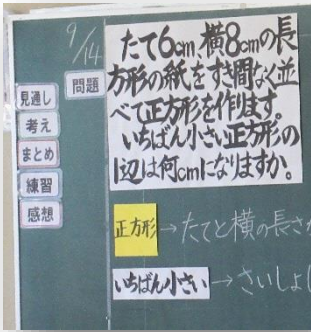 9/14
問題
たて6cm、横8cmの長
方形の紙をすき間なく並
べて正方形を作ります。
いちばん小さい正方形の
1辺は何cmになりますか。
見通し
考え
まとめ
練習
感想
正方形→たてと横の長さが
いちばん小さい→さいしょ